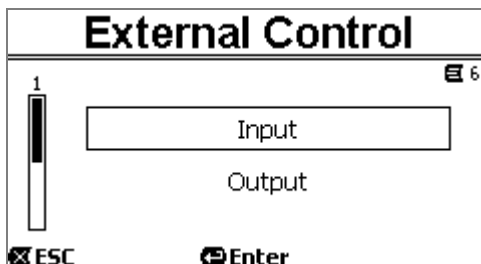 External Control
6
1
Input
Output
ESC Enter